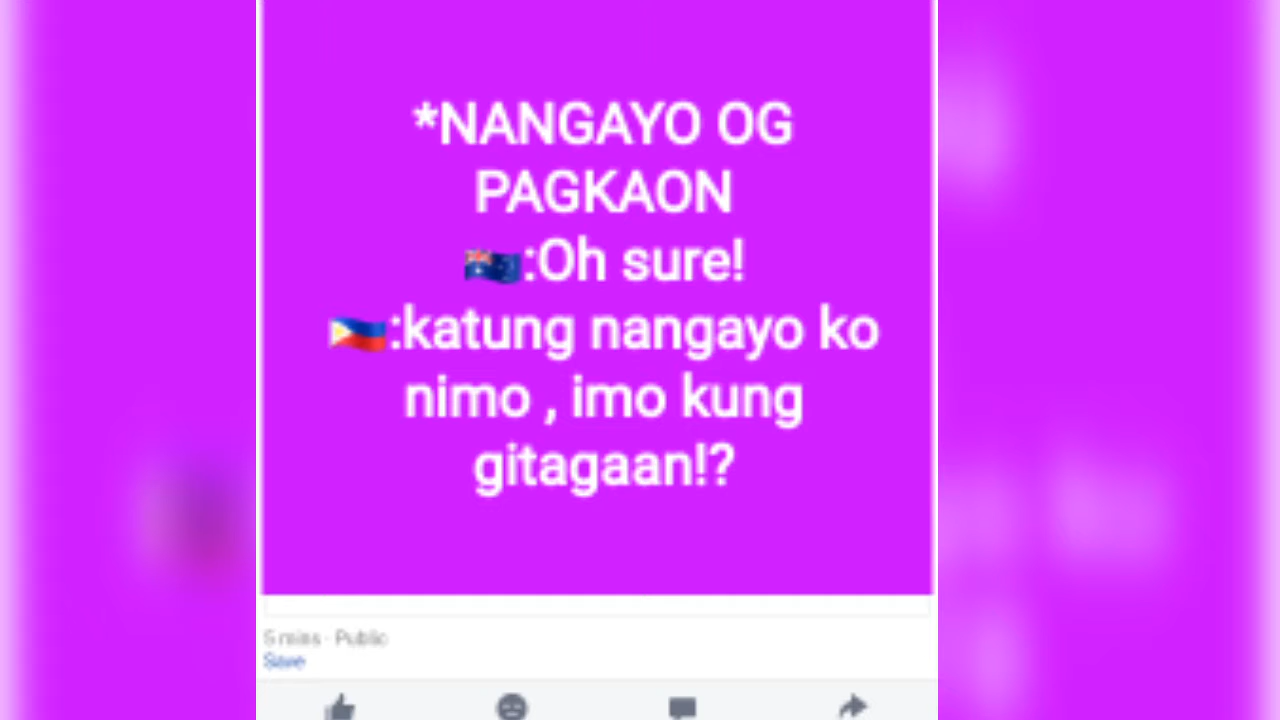 *NANGAYO OG
PAGKAON
🇦🇺:Oh sure!
🇵🇭:katung nangayo ko
nimo , imo kung
gitagaan!?
5 mins · Public
Save